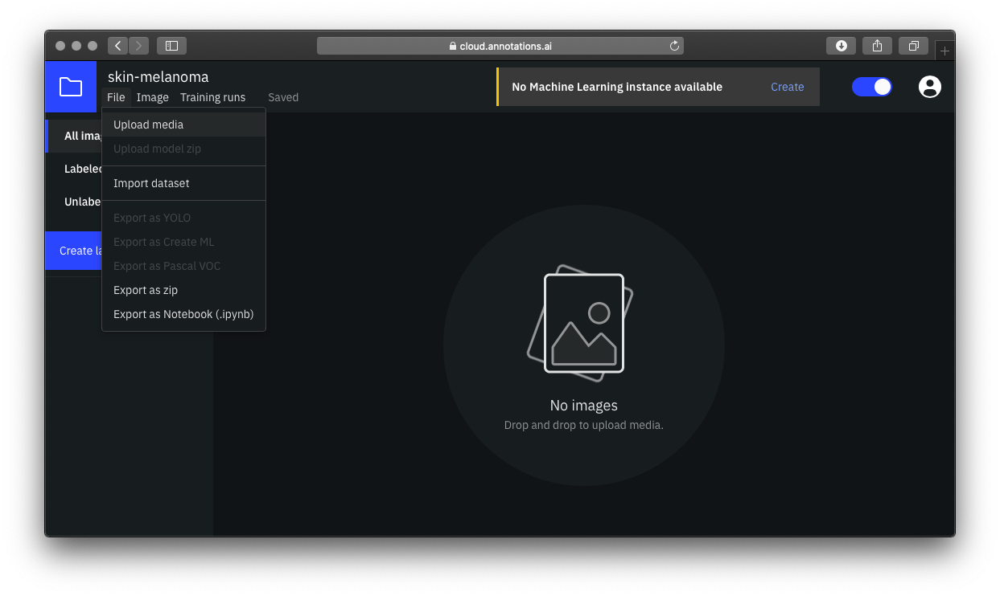 cloud.annotations.ai
skin-melanoma
File Image Training runs Saved
No Machine Learning instance available Create
Upload media
Upload model zip
Import dataset
Export as YOLO
Export as Create ML
Export as Pascal VOC
Export as zip
Export as Notebook (.ipynb)
All ima
Labeled
Unlabe
Create la
No images
Drop and drop to upload media.